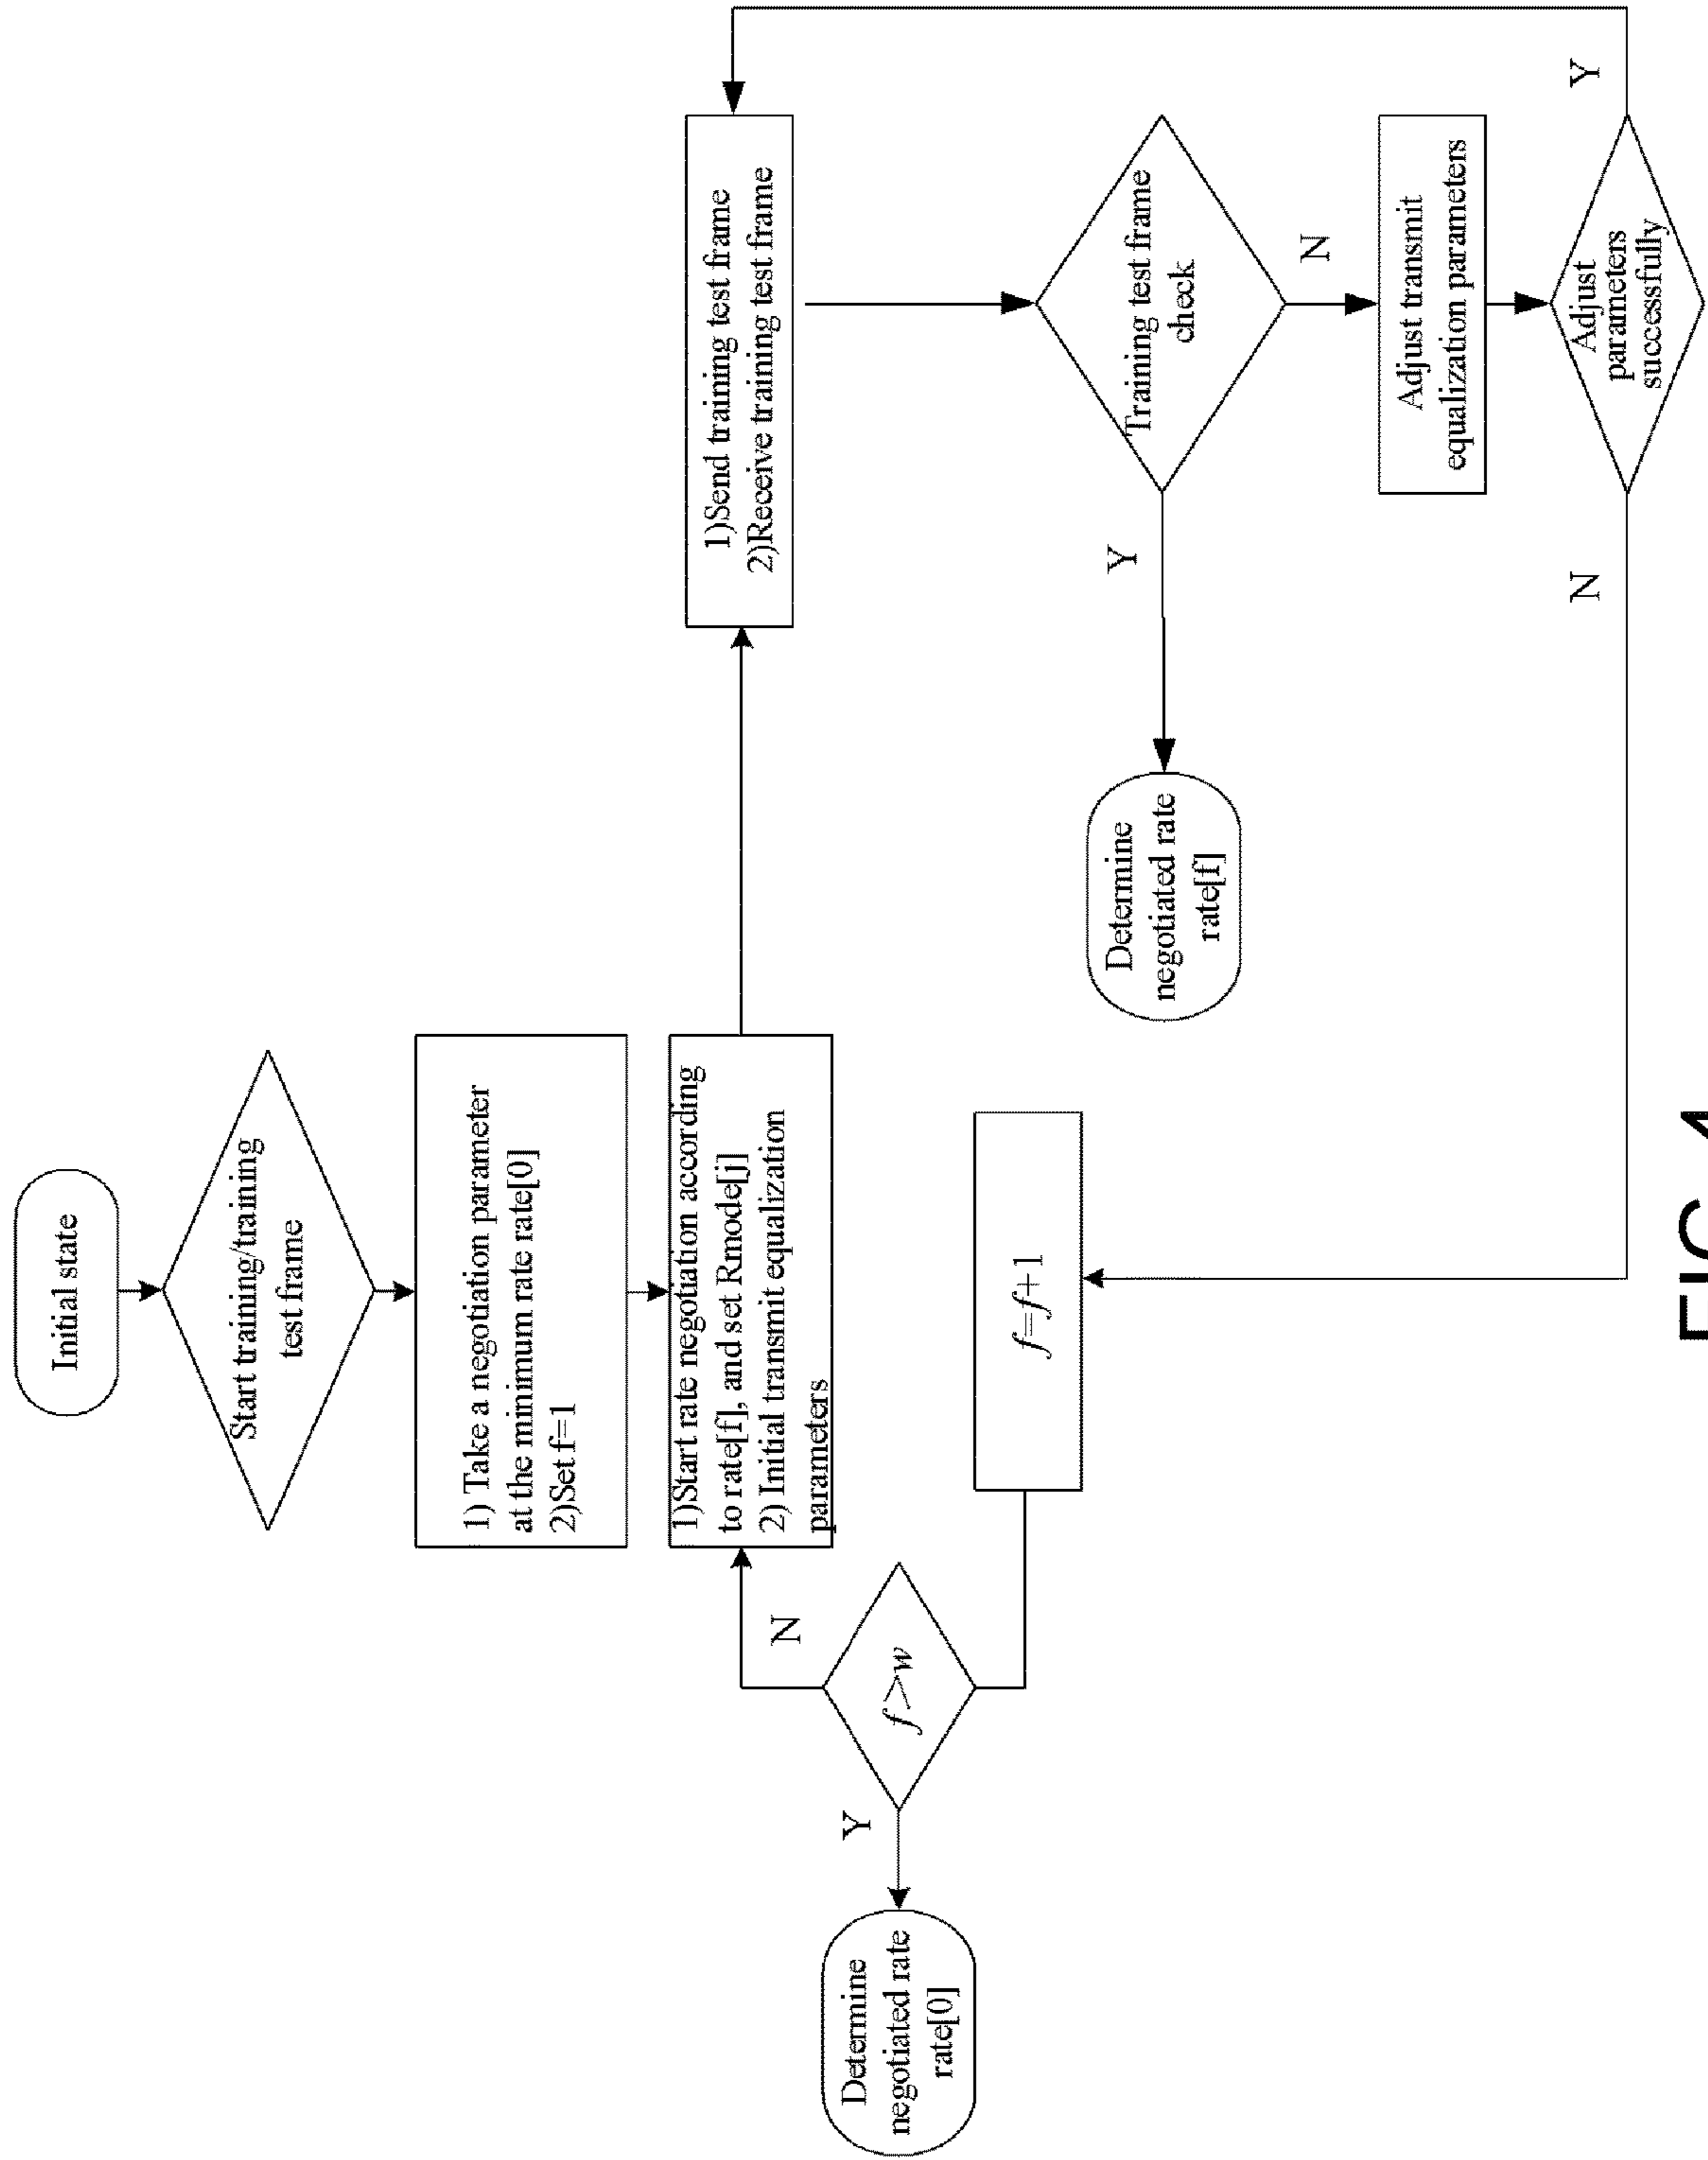 Initial state
Start training/training
test frame
1) Take a negotiation parameter
at the minimum rate rate[0]
2)Set f=1
1)Start rate negotiation according
to rate[f], and set Rmode[j]
2) Initial transmit equalization
parameters
1)Send training test frame
2)Receive training test frame
Training test frame
check
Y
N
Determine
negotiated rate
rate[f]
Adjust transmit
equalization parameters
Adjust
parameters
successfully
Y
N
f=f+1
f>w
N
Y
Determine
negotiated rate
rate[0]